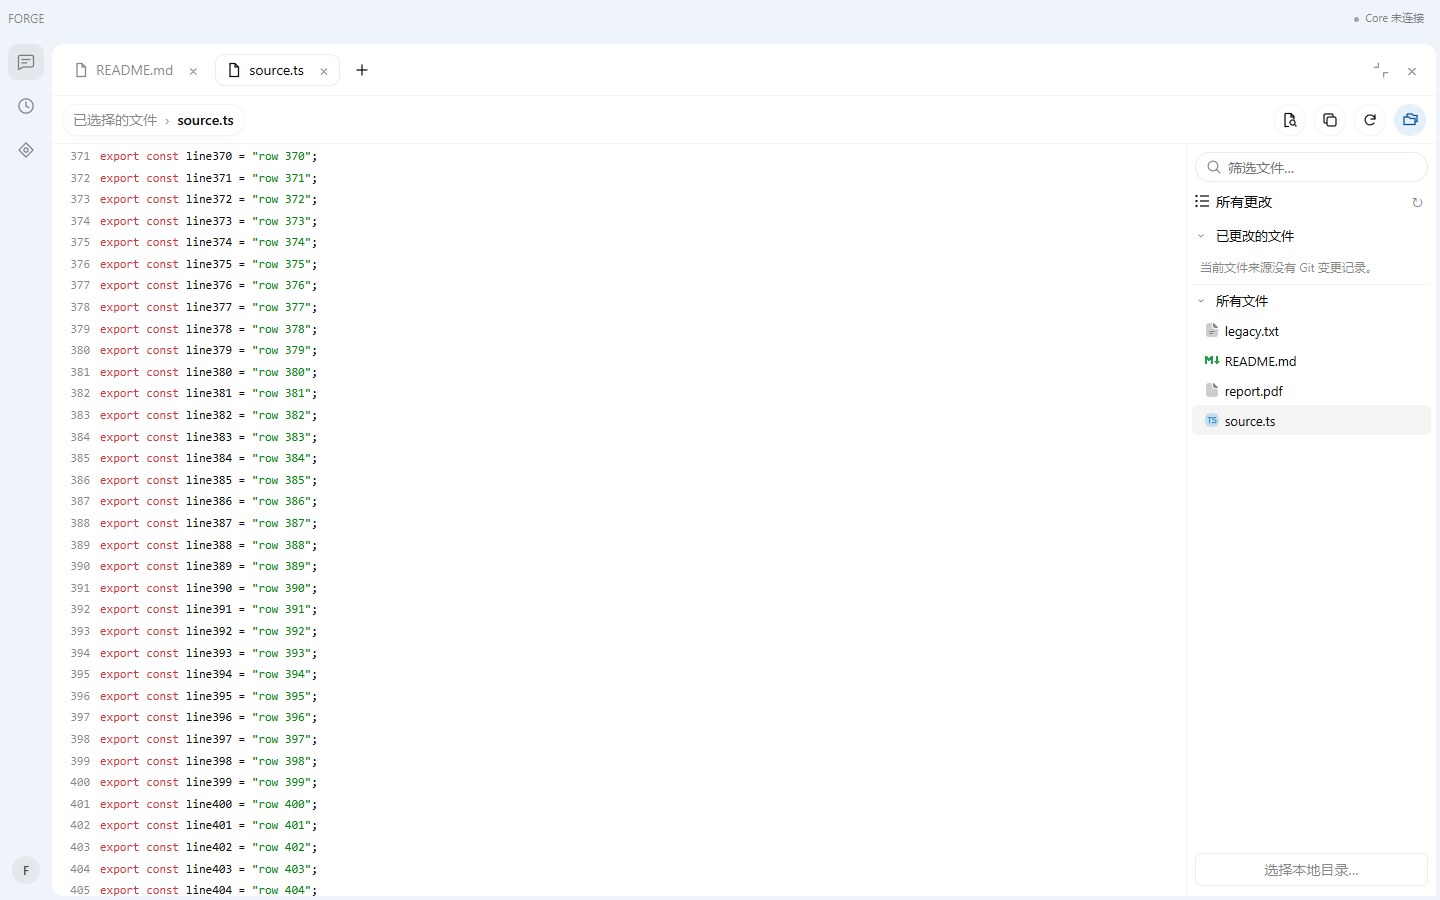 FORGE
Core 未连接
README.md
source.ts
已选择的文件 › source.ts
371 export const line370 = "row 370";
372 export const line371 = "row 371";
373 export const line372 = "row 372";
374 export const line373 = "row 373";
375 export const line374 = "row 374";
376 export const line375 = "row 375";
377 export const line376 = "row 376";
378 export const line377 = "row 377";
379 export const line378 = "row 378";
380 export const line379 = "row 379";
381 export const line380 = "row 380";
382 export const line381 = "row 381";
383 export const line382 = "row 382";
384 export const line383 = "row 383";
385 export const line384 = "row 384";
386 export const line385 = "row 385";
387 export const line386 = "row 386";
388 export const line387 = "row 387";
389 export const line388 = "row 388";
390 export const line389 = "row 389";
391 export const line390 = "row 390";
392 export const line391 = "row 391";
393 export const line392 = "row 392";
394 export const line393 = "row 393";
395 export const line394 = "row 394";
396 export const line395 = "row 395";
397 export const line396 = "row 396";
398 export const line397 = "row 397";
399 export const line398 = "row 398";
400 export const line399 = "row 399";
401 export const line400 = "row 400";
402 export const line401 = "row 401";
403 export const line402 = "row 402";
404 export const line403 = "row 403";
405 export const line404 = "row 404";
筛选文件...
所有更改
已更改的文件
当前文件来源没有 Git 变更记录。
所有文件
legacy.txt
M README.md
report.pdf
TS source.ts
选择本地目录...
F